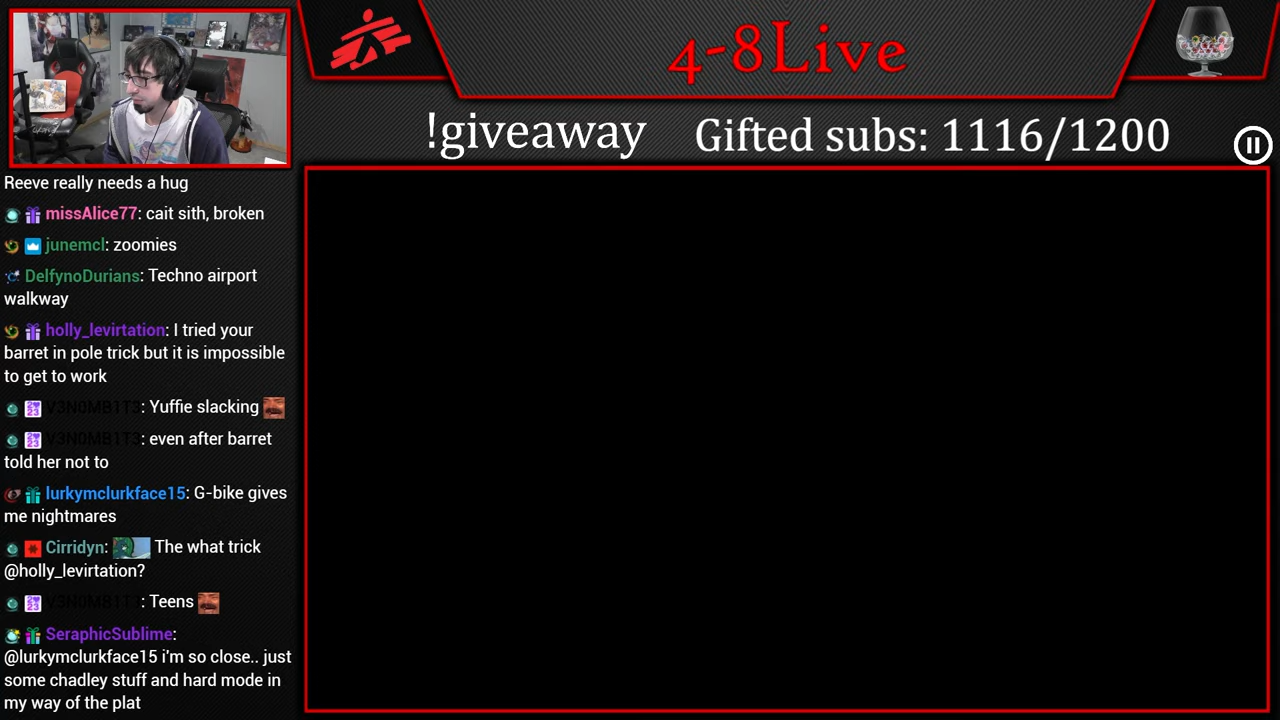 4-8Live
!giveaway
Gifted subs: 1116/1200
Reeve really needs a hug
missAlice77: cait sith, broken
junemcl: zoomies
DelfynoDurians: Techno airport
walkway
holly_levirtation: I tried your
barret in pole trick but it is impossible
to get to work
V3N0MB1T3: Yuffie slacking
V3N0MB1T3: even after barret
told her not to
lurkymclurkface15: G-bike gives
me nightmares
Cirridyn: The what trick
@holly_levirtation?
V3N0MB1T3: Teens
SeraphicSublime:
@lurkymclurkface15 i'm so close.. just
some chadley stuff and hard mode in
my way of the plat